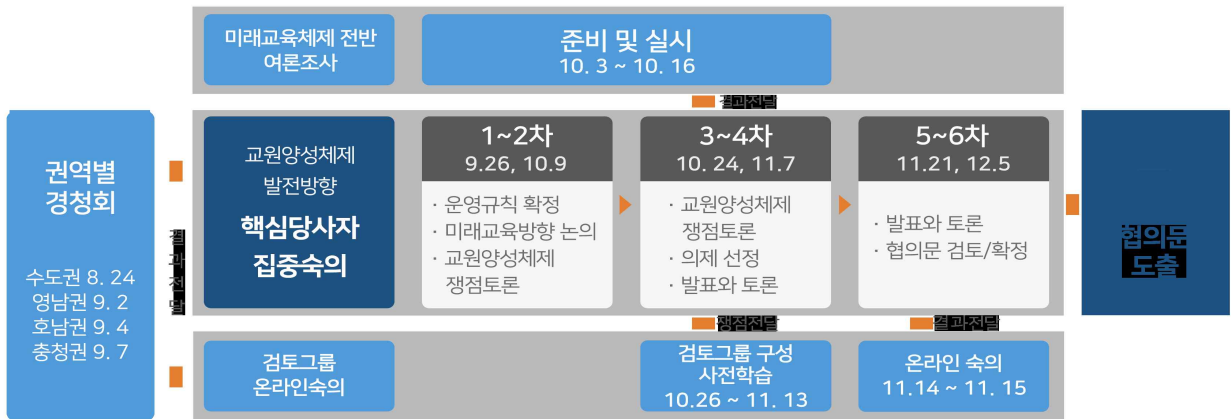 미래교육체제 전반
여론조사
준비 및 실시
10. 3 ~ 10. 16
결과전달
권역별
경청회
수도권 8. 24
영남권 9. 2
호남권 9. 4
충청권 9. 7
결과전달
교원양성체제
발전방향
핵심당사자
집중숙의
1~2차
9.26, 10.9
· 운영규칙 확정
· 미래교육방향 논의
· 교원양성체제
쟁점토론
3~4차
10. 24, 11.7
· 교원양성체제
쟁점토론
· 의제 선정
· 발표와 토론
5~6차
11.21, 12.5
· 발표와 토론
· 협의문 검토/확정
협의문
도출
쟁점전달
결과전달
검토그룹
온라인숙의
검토그룹 구성
사전학습
10.26 ~ 11. 13
온라인 숙의
11.14 ~ 11. 15